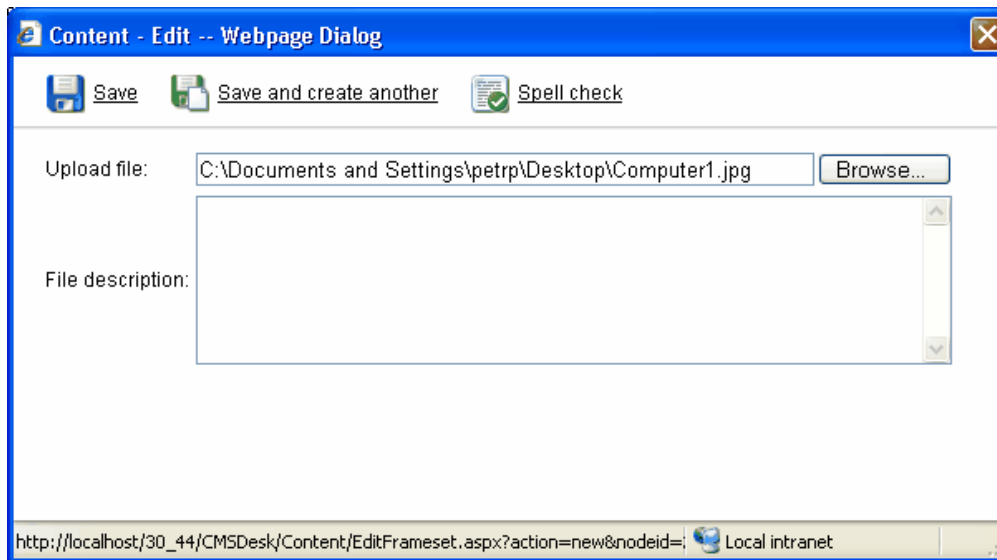 Content - Edit -- Webpage Dialog
Save Save and create another Spell check
Upload file: C:\Documents and Settings\petrp\Desktop\Computer1.jpg Browse...
File description:
http://localhost/30_44/CMSDesk/Content/EditFrameset.aspx?action=new&nodeid= Local intranet